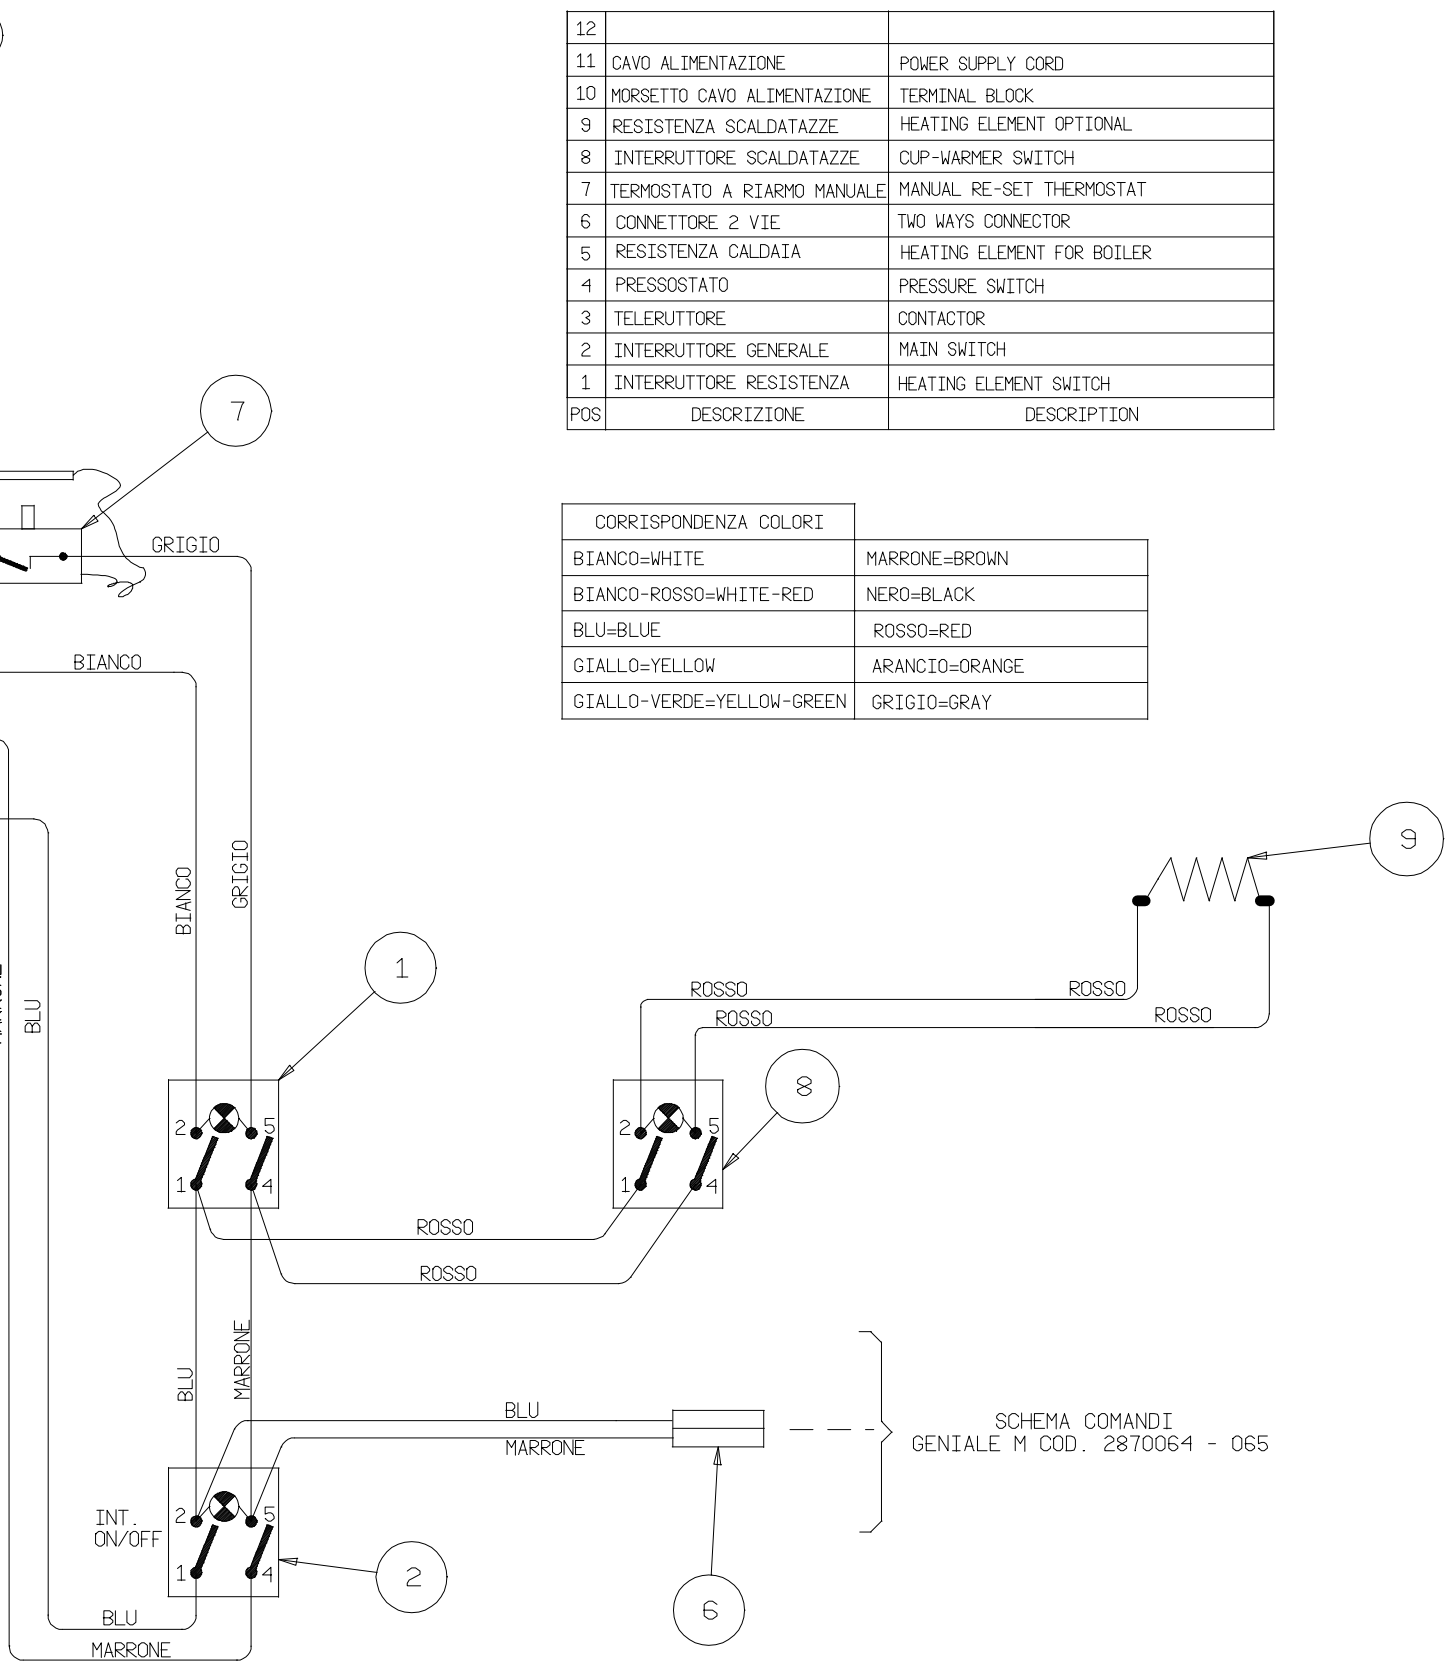 12
11 CAVO ALIMENTAZIONE POWER SUPPLY CORD
10 MORSETTO CAVO ALIMENTAZIONE TERMINAL BLOCK
9 RESISTENZA SCALDATAZZE HEATING ELEMENT OPTIONAL
8 INTERRUTTORE SCALDATAZZE CUP-WARMER SWITCH
7 TERMOSTATO A RIARMO MANUALE MANUAL RE-SET THERMOSTAT
6 CONNETTORE 2 VIE TWO WAYS CONNECTOR
5 RESISTENZA CALDAIA HEATING ELEMENT FOR BOILER
4 PRESSOSTATO PRESSURE SWITCH
3 TELERUTTORE CONTACTOR
2 INTERRUTTORE GENERALE MAIN SWITCH
1 INTERRUTTORE RESISTENZA HEATING ELEMENT SWITCH
POS DESCRIZIONE DESCRIPTION
7
CORRISPONDENZA COLORI
BIANCO=WHITE MARRONE=BROWN
BIANCO-ROSSO=WHITE-RED NERO=BLACK
BLU=BLUE ROSSO=RED
GIALLO=YELLOW ARANCIO=ORANGE
GIALLO-VERDE=YELLOW-GREEN GRIGIO=GRAY
GRIGIO
BIANCO
9
BIANCO
GRIGIO
1
BLU
ROSSO ROSSO
ROSSO ROSSO
8
2 5
1 4
2 5
1 4
ROSSO
ROSSO
BLU
MARRONE
BLU
MARRONE
SCHEMA COMANDI
GENIALE M COD. 2870064 - 065
INT.
ON/OFF
2 5
1 4
2
6
BLU
MARRONE